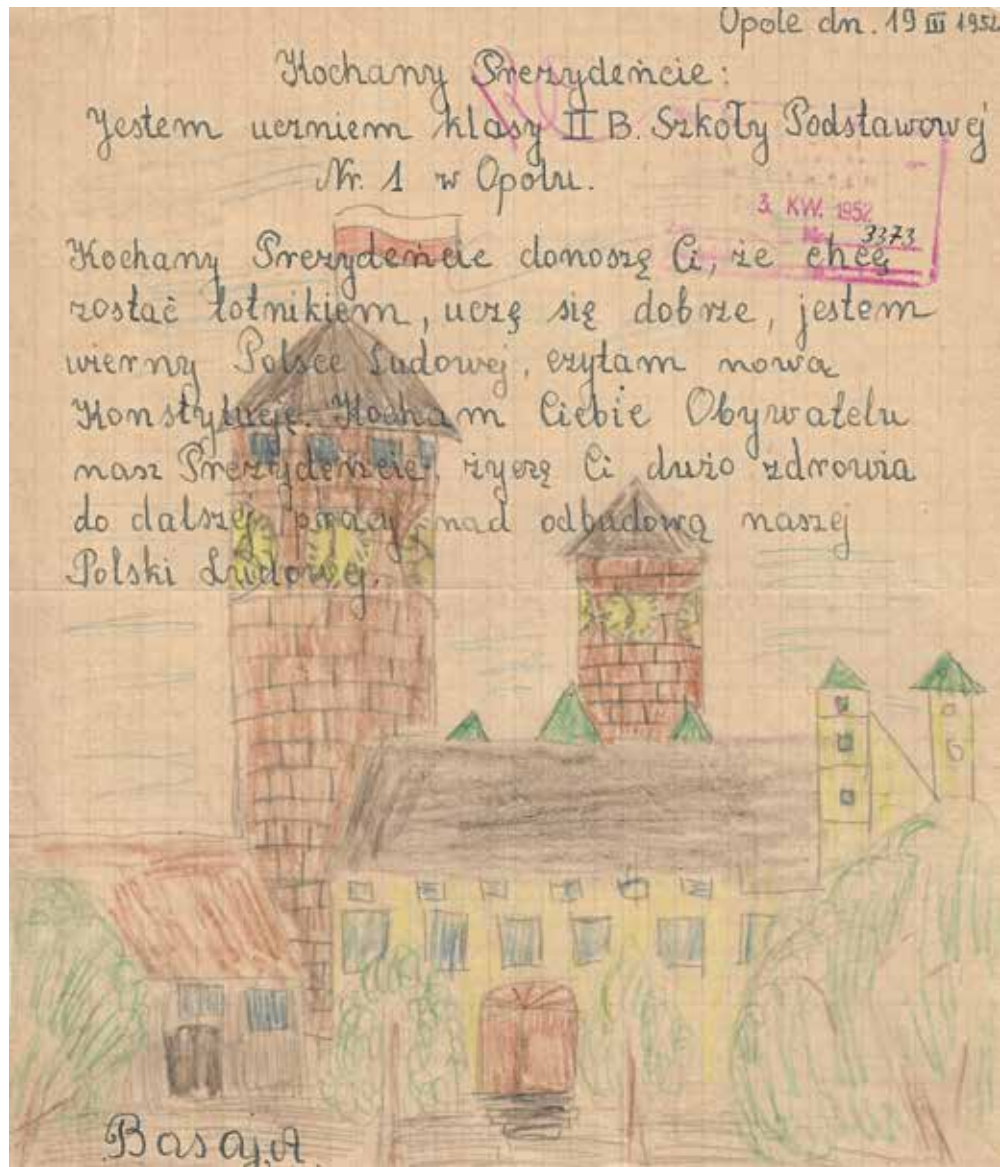 Opole dn. 19 III 1952
Kochany Prezydencie:
Jestem uczniem klasy II B. Szkoły Podstawowej
Nr. 1 w Opolu.
3. KW. 1952
3373
Kochany Prezydencie donoszę Ci, że chcę
zostać lotnikiem, uczę się dobrze, jestem
wierny Polsce Ludowej, czytam nową
Konstytucję. Kocham Ciebie Obywatelu
nasz Prezydencie, życzę Ci dużo zdrowia
do dalszej pracy nad odbudową naszej
Polski Ludowej.
Basaj. A